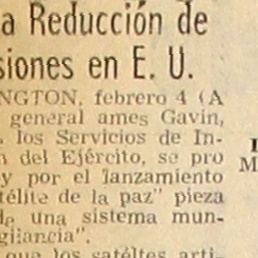 a Reducción de
siones en E. U.
NGTON, febrero 4 (A
general ames Gavin,
los Servicios de In-
n del Ejército, se pro
y por el lanzamiento
télite de la paz" pieza
de una sistema mun-
gilancia".
que los satéltes arti-
M